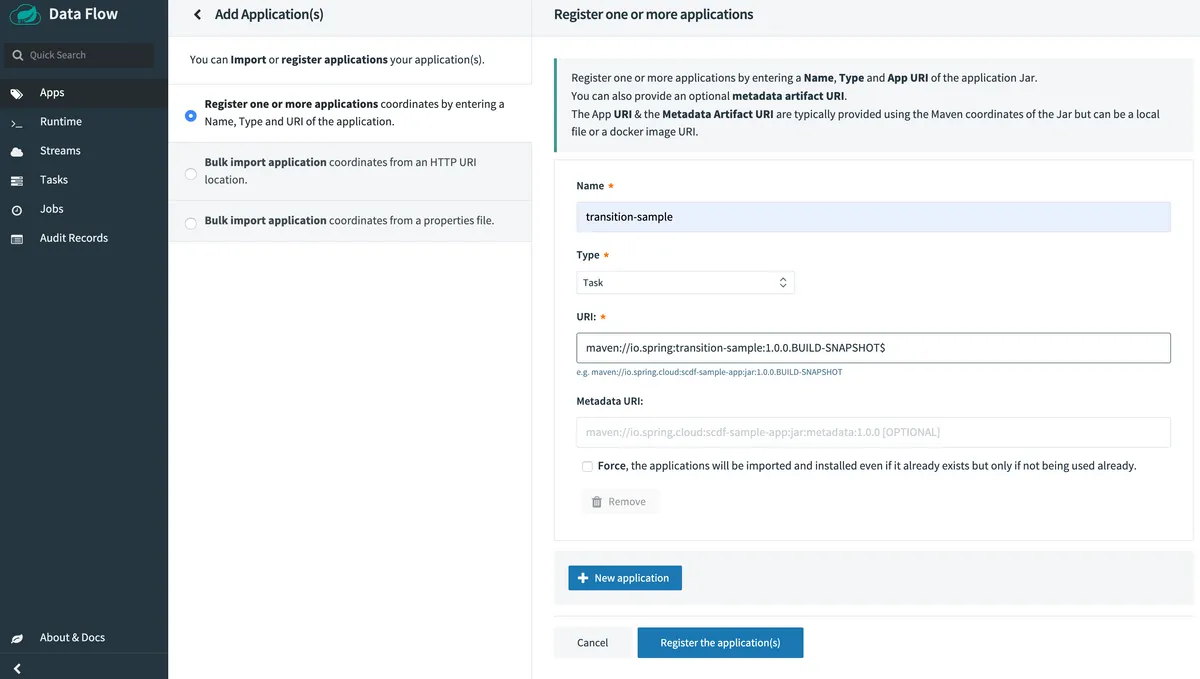 Data Flow
Quick Search
Apps
Runtime
Streams
Tasks
Jobs
Audit Records
About & Docs
Add Application(s)
You can Import or register applications your application(s).
Register one or more applications coordinates by entering a
Name, Type and URI of the application.
Bulk import application coordinates from an HTTP URI
location.
Bulk import application coordinates from a properties file.
Register one or more applications
Register one or more applications by entering a Name, Type and App URI of the application Jar.
You can also provide an optional metadata artifact URI.
The App URI & the Metadata Artifact URI are typically provided using the Maven coordinates of the Jar but can be a local
file or a docker image URI.
Name *
transition-sample
Type *
Task
URI: *
maven://io.spring:transition-sample:1.0.0.BUILD-SNAPSHOT$
e.g. maven://io.spring.cloud:scdf-sample-app:jar:1.0.0.BUILD-SNAPSHOT
Metadata URI:
maven://io.spring.cloud:scdf-sample-app:jar:metadata:1.0.0 [OPTIONAL]
Force, the applications will be imported and installed even if it already exists but only if not being used already.
Remove
New application
Cancel
Register the application(s)